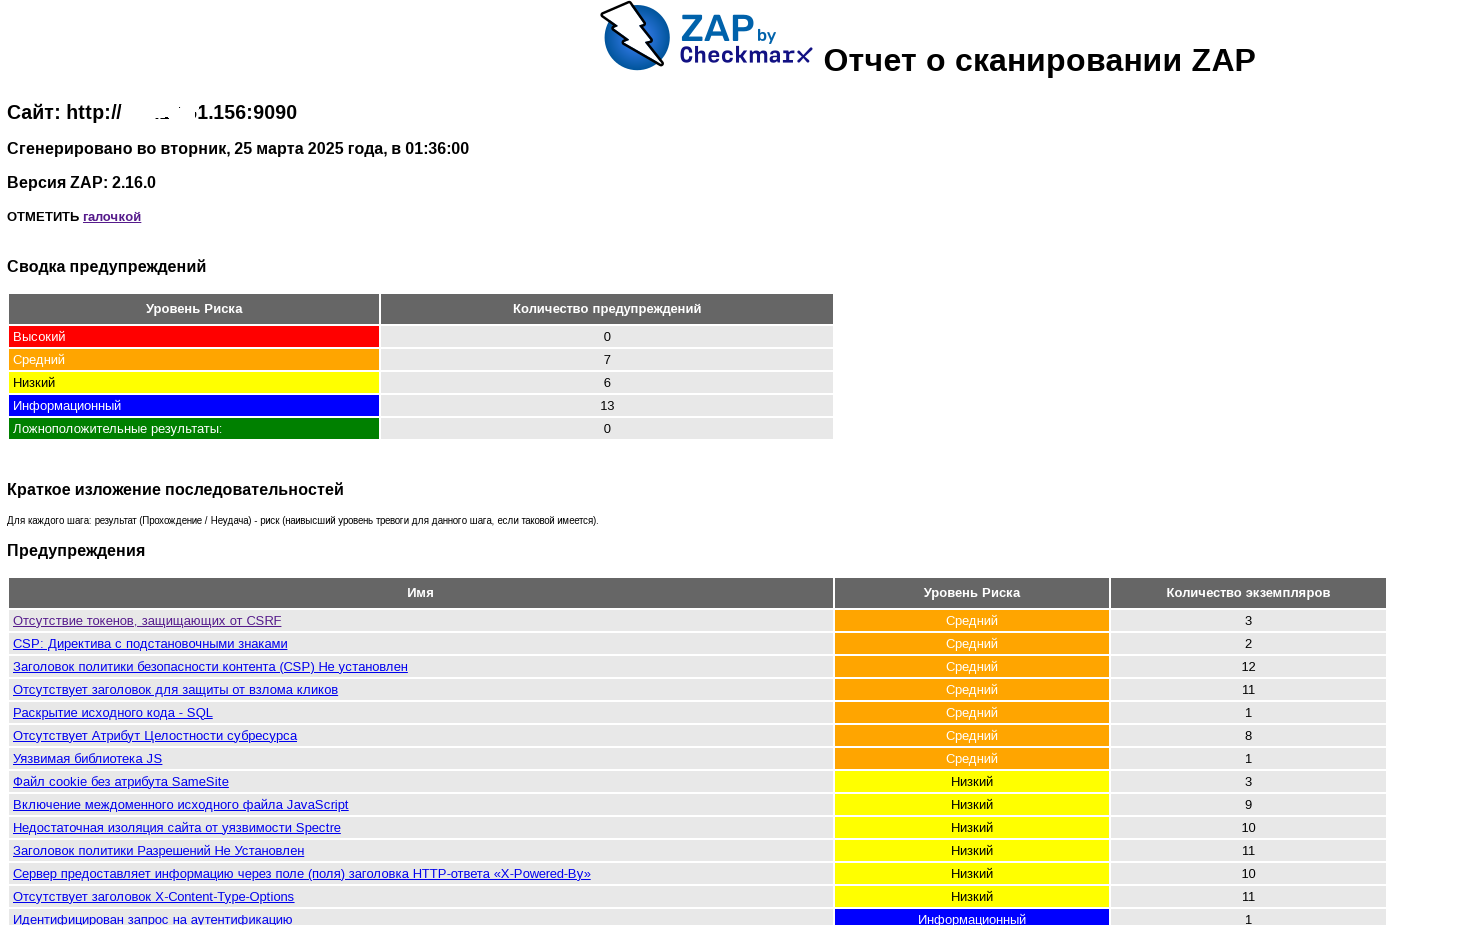 ZAP by
Checkmarx Отчет о сканировании ZAP
Сайт: http:// 1.156:9090
Сгенерировано во вторник, 25 марта 2025 года, в 01:36:00
Версия ZAP: 2.16.0
ОТМЕТИТЬ галочкой
Сводка предупреждений
Уровень Риска Количество предупреждений
Высокий 0
Средний 7
Низкий 6
Информационный 13
Ложноположительные результаты: 0
Краткое изложение последовательностей
Для каждого шага: результат (Прохождение / Неудача) - риск (наивысший уровень тревоги для данного шага, если таковой имеется).
Предупреждения
Имя Уровень Риска Количество экземпляров
Отсутствие токенов, защищающих от CSRF Средний 3
CSP: Директива с подстановочными знаками Средний 2
Заголовок политики безопасности контента (CSP) Не установлен Средний 12
Отсутствует заголовок для защиты от взлома кликов Средний 11
Раскрытие исходного кода - SQL Средний 1
Отсутствует Атрибут Целостности субресурса Средний 8
Уязвимая библиотека JS Средний 1
Файл cookie без атрибута SameSite Низкий 3
Включение междоменного исходного файла JavaScript Низкий 9
Недостаточная изоляция сайта от уязвимости Spectre Низкий 10
Заголовок политики Разрешений Не Установлен Низкий 11
Сервер предоставляет информацию через поле (поля) заголовка HTTP-ответа «X-Powered-By» Низкий 10
Отсутствует заголовок X-Content-Type-Options Низкий 11
Идентифицирован запрос на аутентификацию Информационный 1